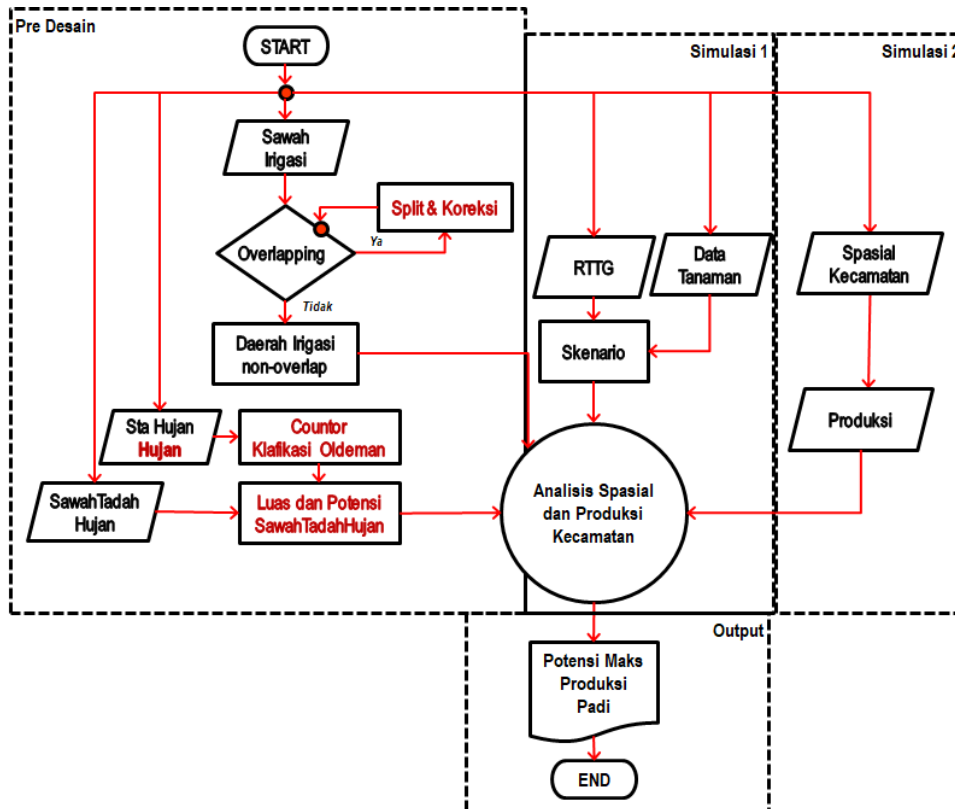 Pre Desain
START
Simulasi 1
Simulasi 2
Sawah
Irigasi
Split & Koreksi
Overlapping
Ya
Tidak
RTTG
Data
Tanaman
Spasial
Kecamatan
Daerah Irigasi
non-overlap
Skenario
Produksi
Sta Hujan
Hujan
Countor
Klafikasi Oldeman
SawahTadah
Hujan
Luas dan Potensi
SawahTadahHujan
Analisis Spasial
dan Produksi
Kecamatan
Output
Potensi Maks
Produksi
Padi
END